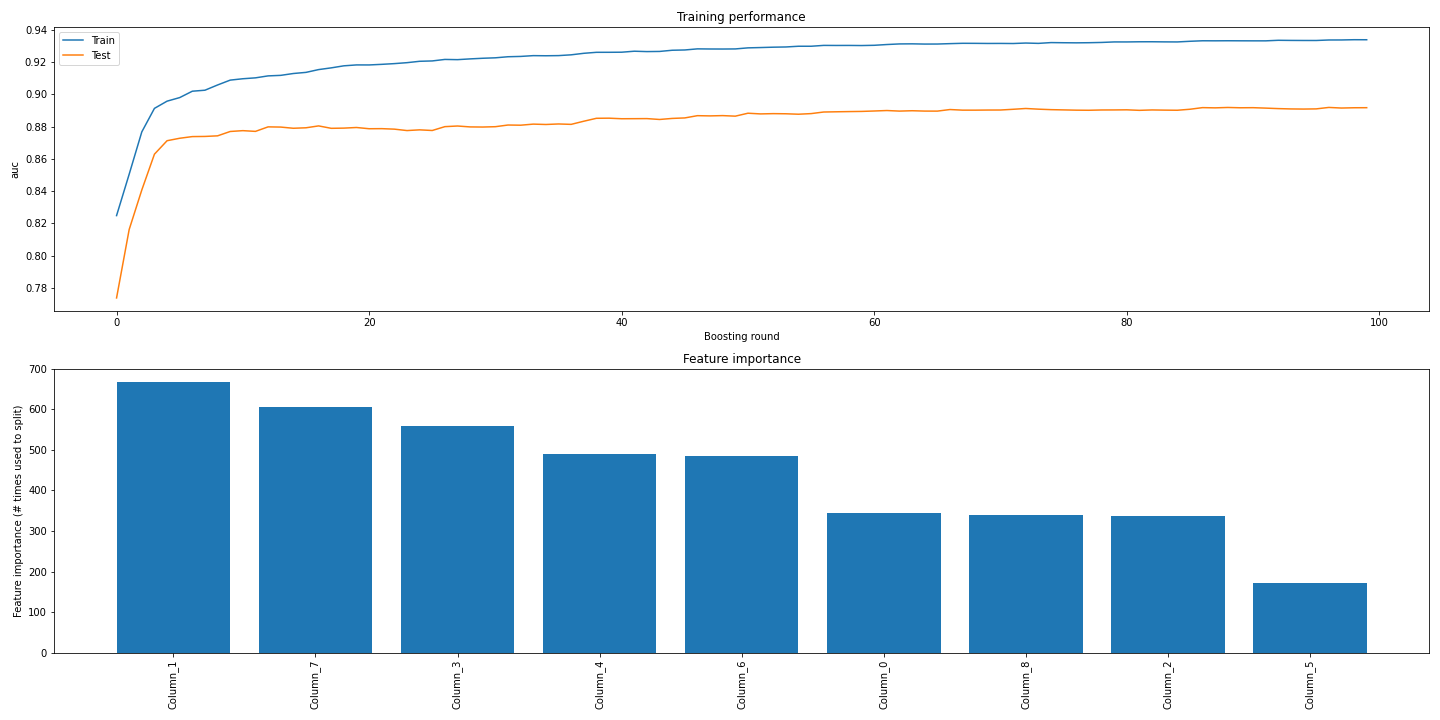 Training performance
0.94
0.92
0.90
0.88
0.86
0.84
0.82
0.80
0.78
auc
Train
Test
0 20 40 60 80 100
Boosting round
Feature importance
700
600
500
400
300
200
100
0
Feature importance (# times used to split)
Column_1
Column_7
Column_3
Column_4
Column_6
Column_0
Column_8
Column_2
Column_5